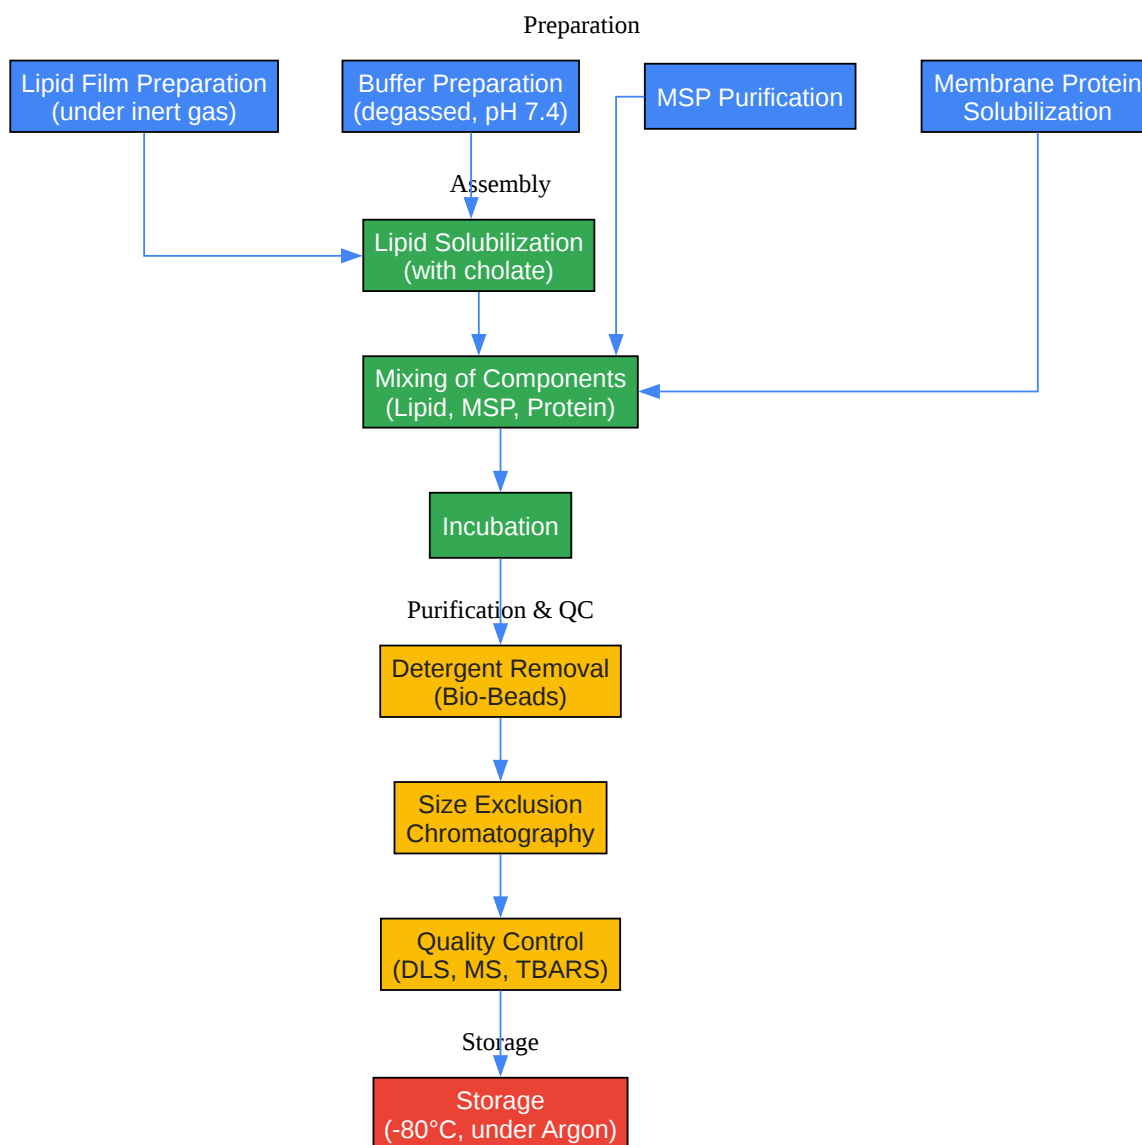 Preparation
Lipid Film Preparation
(under inert gas)
Buffer Preparation
(degassed, pH 7.4)
MSP Purification
Membrane Protein
Solubilization
Assembly
Lipid Solubilization
(with cholate)
Mixing of Components
(Lipid, MSP, Protein)
Incubation
Purification & QC
Detergent Removal
(Bio-Beads)
Size Exclusion
Chromatography
Quality Control
(DLS, MS, TBARS)
Storage
Storage
(-80°C, under Argon)